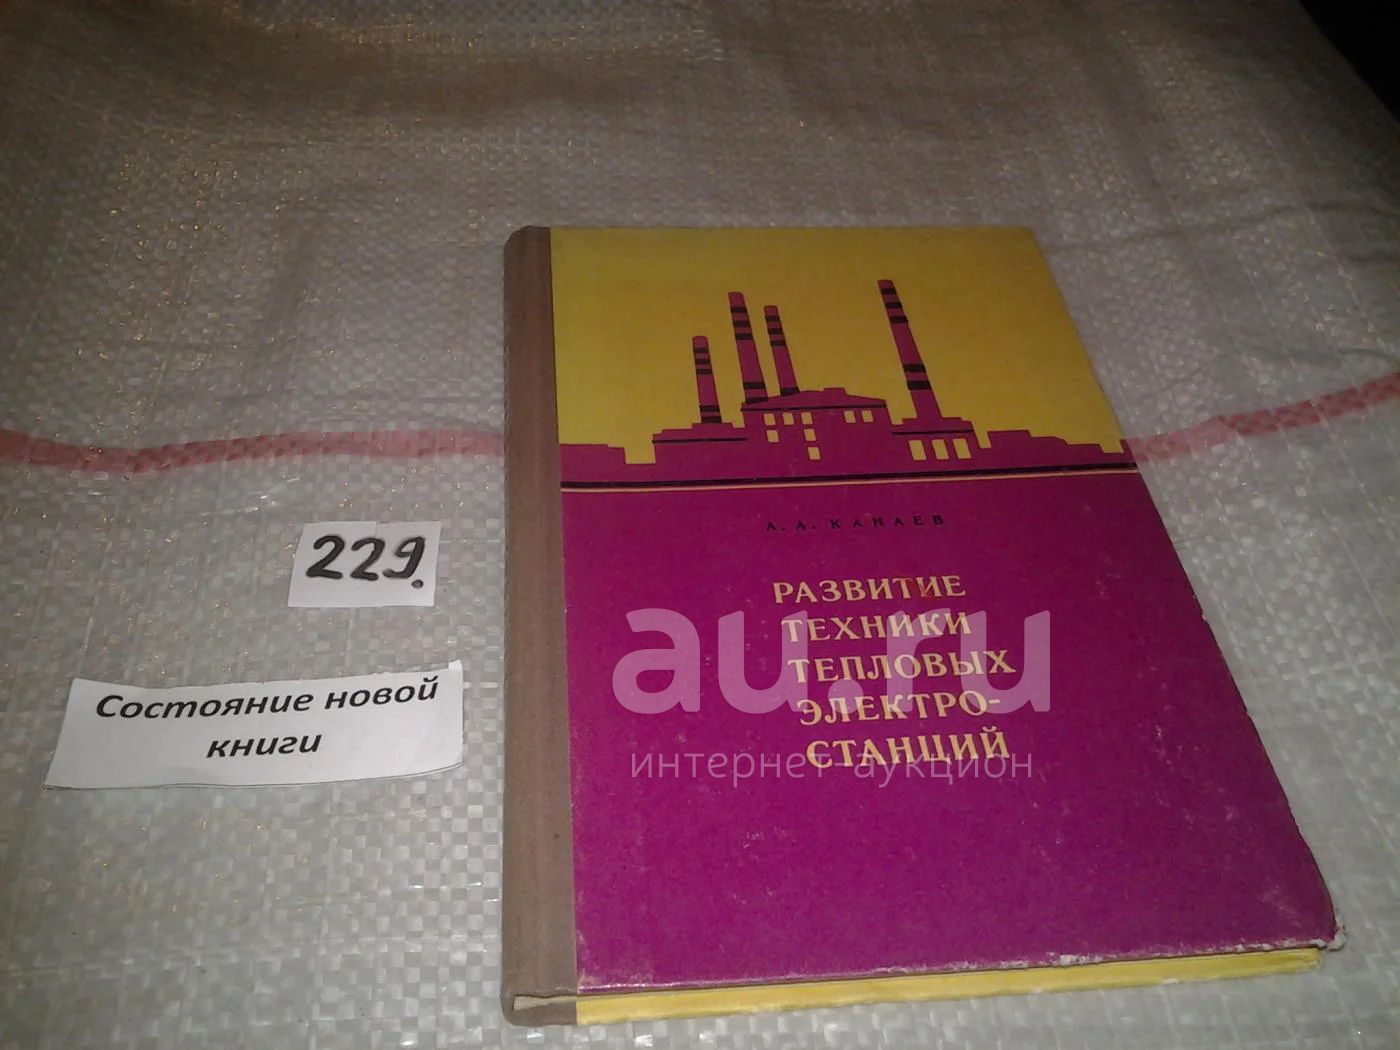 А. А. КАНАЕВ
РАЗВИТИЕ
ТЕХНИКИ
ТЕПЛОВЫХ
ЭЛЕКТРО-
СТАНЦИЙ
229.
Состояние новой
книги
au.ru
интернет аукцион